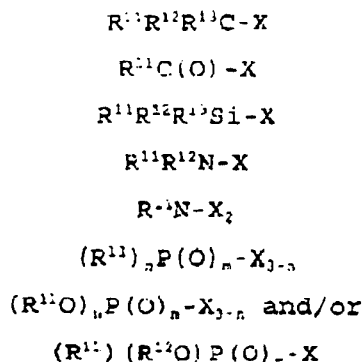 R¹¹R¹²R¹³C-X
R¹¹C(O)-X
R¹¹R¹²R¹³Si-X
R¹¹R¹²N-X
R¹¹N-X₂
(R¹¹)ₙP(O)ₘ-X₃₋ₙ
(R¹¹O)ₙP(O)ₘ-X₃₋ₙ and/or
(R¹¹)(R¹²O)P(O)ₘ-X